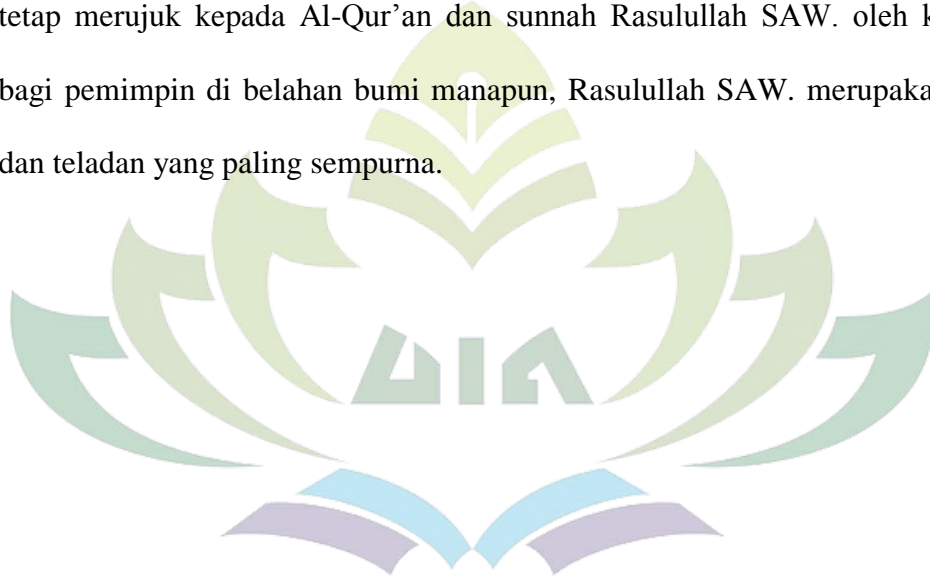 tetap merujuk kepada Al-Qur’an dan sunnah Rasulullah SAW. oleh k
bagi pemimpin di belahan bumi manapun, Rasulullah SAW. merupaka
dan teladan yang paling sempurna.
UIN